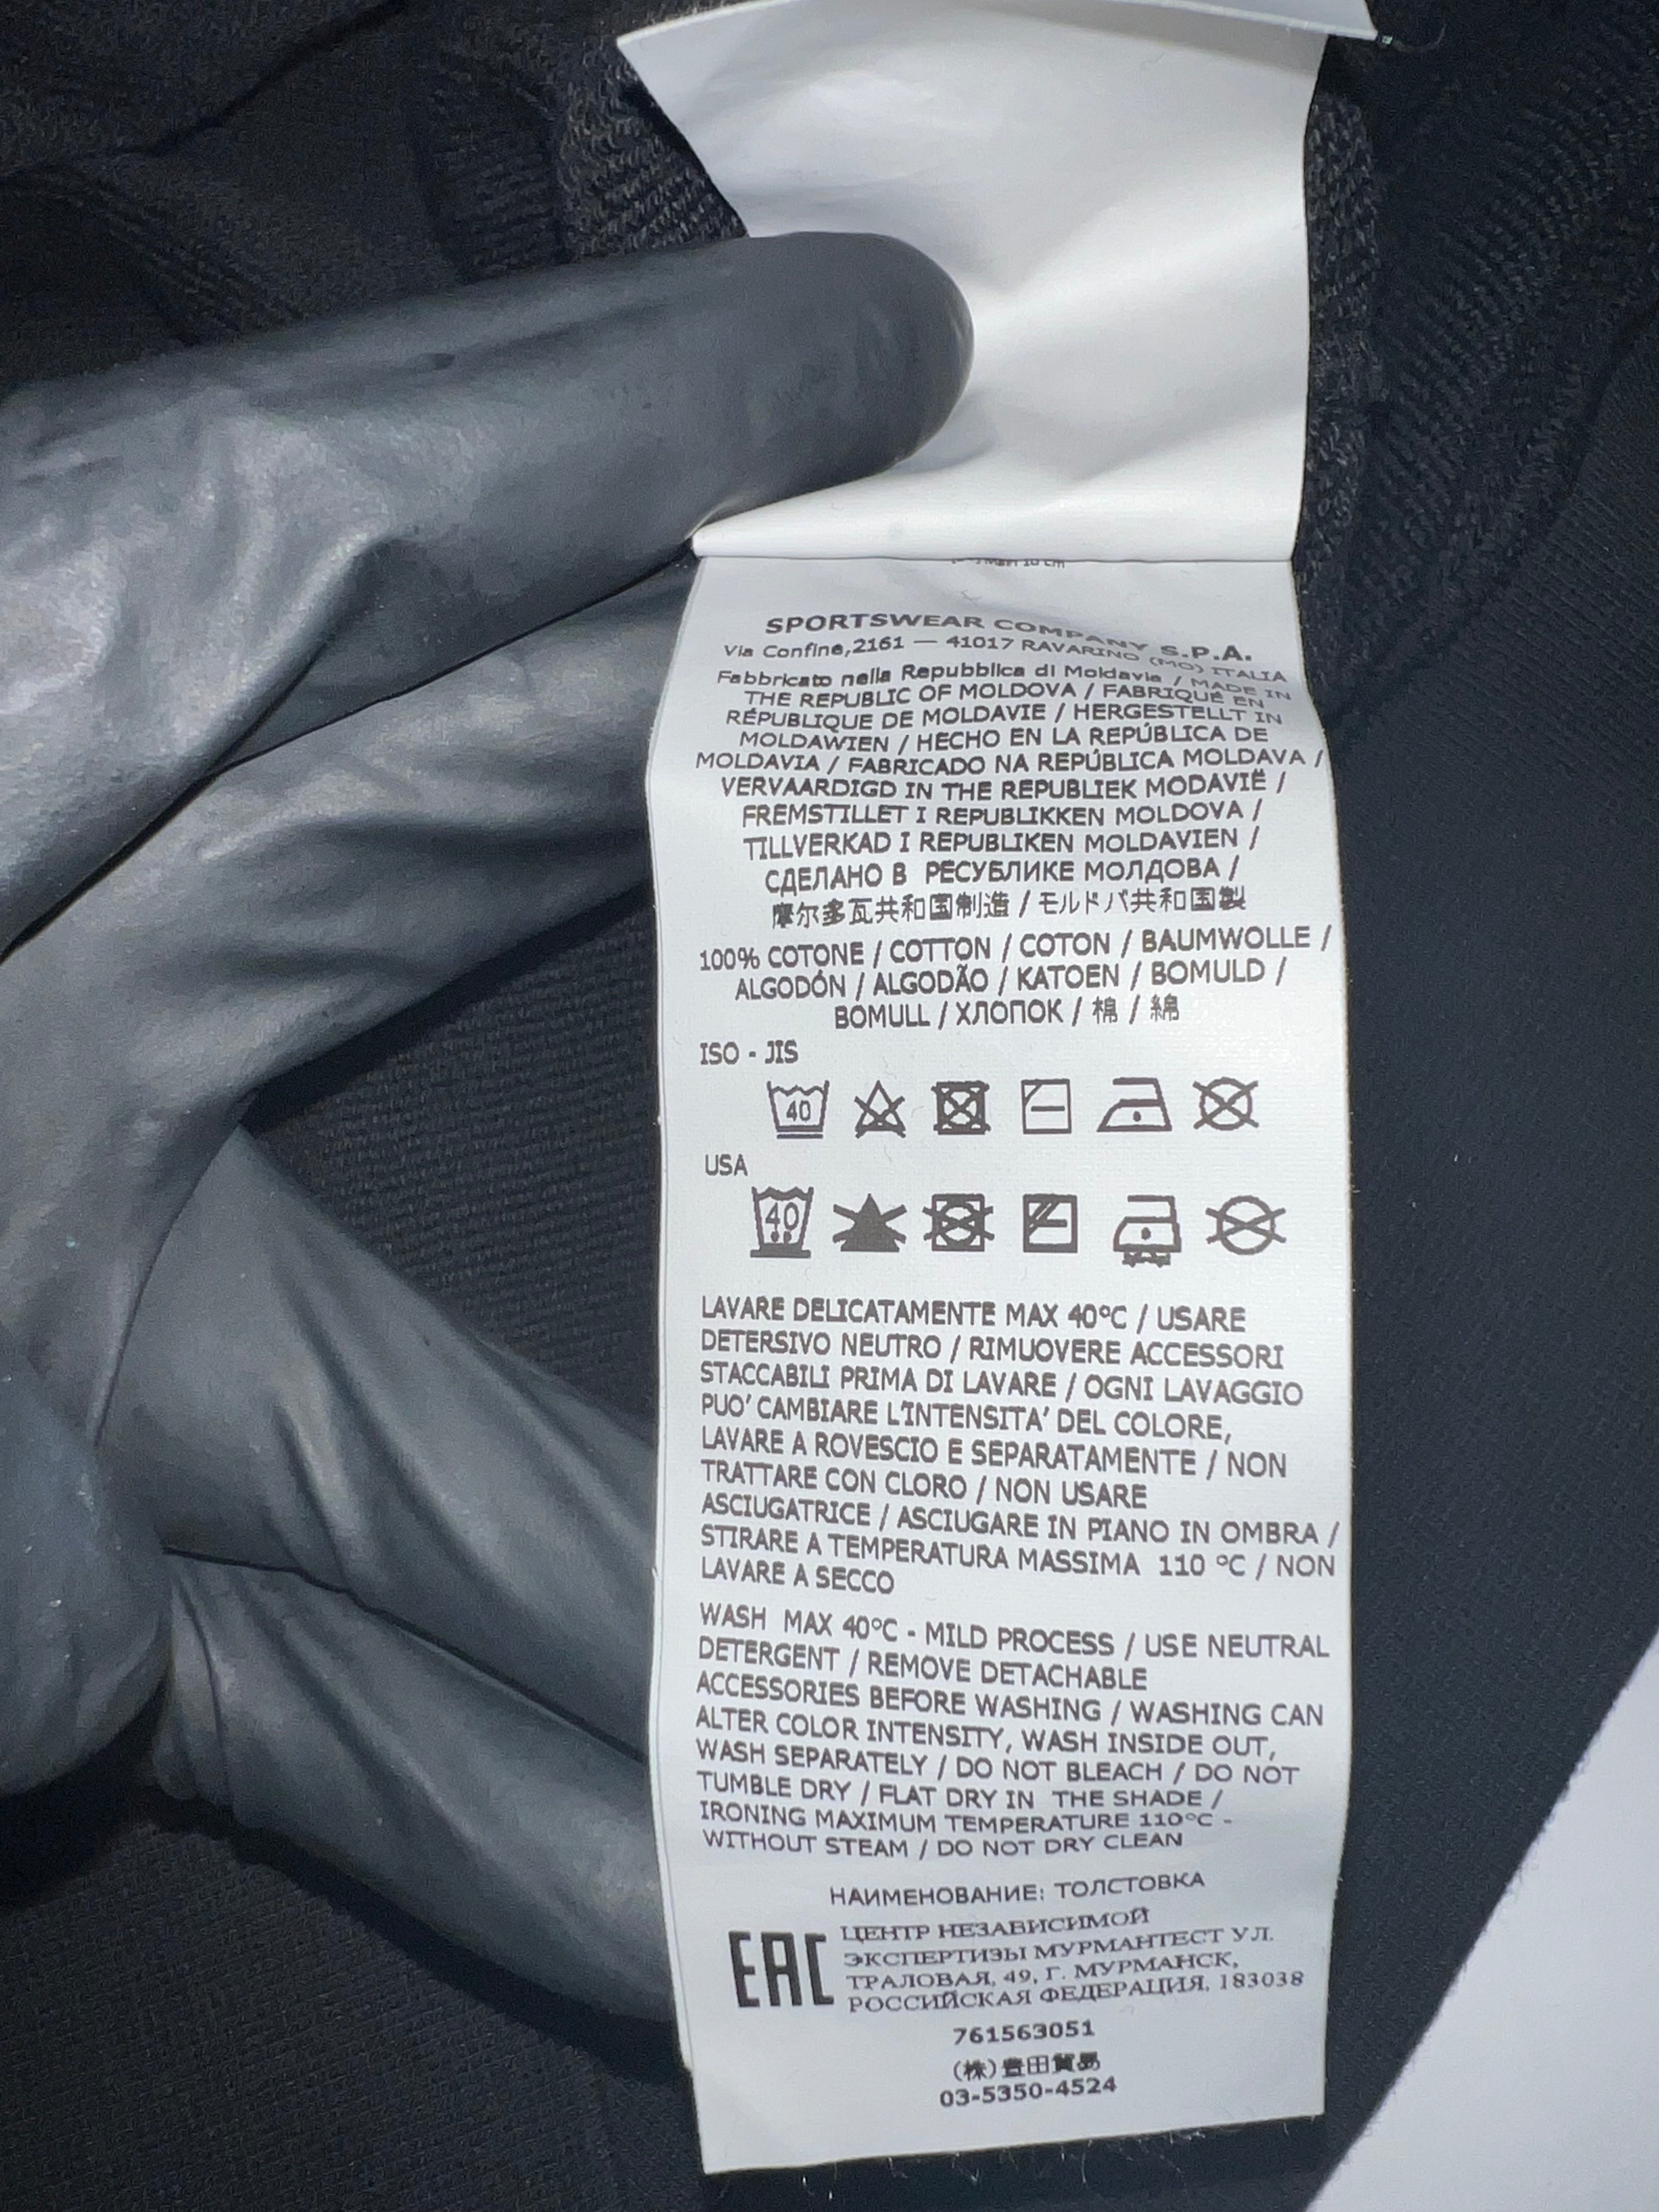 SPORTSWEAR COMPANY S.P.A.
Via Confine,2161 — 41017 RAVARINO (MO) ITALIA
Fabbricato nella Repubblica di Moldavia / MADE IN
THE REPUBLIC OF MOLDOVA / FABRIQUÉ EN
RÉPUBLIQUE DE MOLDAVIE / HERGESTELLT IN
MOLDAWIEN / HECHO EN LA REPÚBLICA DE
MOLDAVIA / FABRICADO NA REPÚBLICA MOLDAVA /
VERVAARDIGD IN THE REPUBLIEK MODAVIË /
FREMSTILLET I REPUBLIKKEN MOLDOVA /
TILLVERKAD I REPUBLIKEN MOLDAVIEN /
СДЕЛАНО В РЕСУБЛИКЕ МОЛДОВА /
摩尔多瓦共和国制造 / モルドバ共和国製
100% COTONE / COTTON / COTON / BAUMWOLLE /
ALGODÓN / ALGODÃO / KATOEN / BOMULD /
BOMULL / ХЛОПОК / 棉 / 綿
ISO - JIS
40
USA
40
LAVARE DELICATAMENTE MAX 40°C / USARE
DETERSIVO NEUTRO / RIMUOVERE ACCESSORI
STACCABILI PRIMA DI LAVARE / OGNI LAVAGGIO
PUO' CAMBIARE L'INTENSITA' DEL COLORE,
LAVARE A ROVESCIO E SEPARATAMENTE / NON
TRATTARE CON CLORO / NON USARE
ASCIUGATRICE / ASCIUGARE IN PIANO IN OMBRA /
STIRARE A TEMPERATURA MASSIMA 110 °C / NON
LAVARE A SECCO
WASH MAX 40°C - MILD PROCESS / USE NEUTRAL
DETERGENT / REMOVE DETACHABLE
ACCESSORIES BEFORE WASHING / WASHING CAN
ALTER COLOR INTENSITY, WASH INSIDE OUT,
WASH SEPARATELY / DO NOT BLEACH / DO NOT
TUMBLE DRY / FLAT DRY IN THE SHADE /
IRONING MAXIMUM TEMPERATURE 110°C -
WITHOUT STEAM / DO NOT DRY CLEAN
НАИМЕНОВАНИЕ: ТОЛСТОВКА
EAC
ЦЕНТР НЕЗАВИСИМОЙ
ЭКСПЕРТИЗЫ МУРМАНТЕСТ УЛ.
ТРАЛОВАЯ, 49, Г. МУРМАНСК,
РОССИЙСКАЯ ФЕДЕРАЦИЯ, 183038
761563051
(株)豊田貿易
03-5350-4524